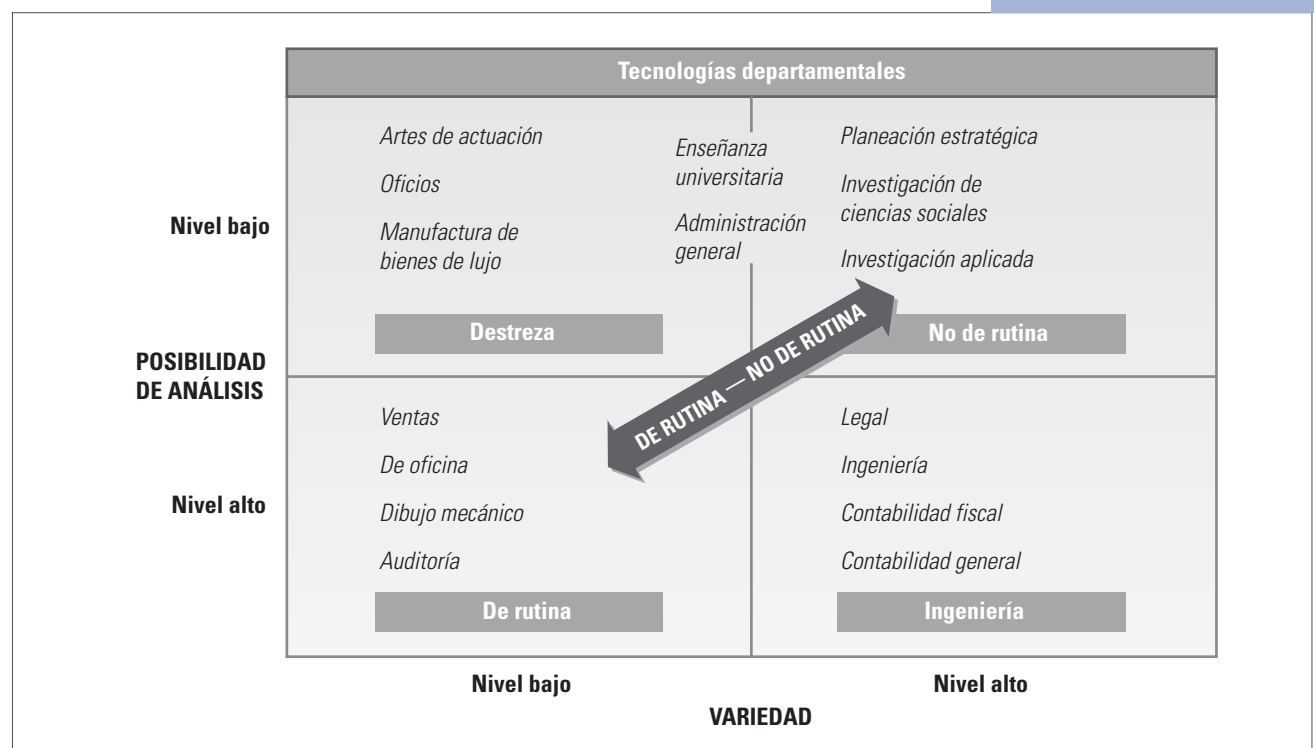 Tecnologías departamentales
Artes de actuación
Oficios
Manufactura de
bienes de lujo
Destreza
Enseñanza
universitaria
Administración
general
Planeación estratégica
Investigación de
ciencias sociales
Investigación aplicada
No de rutina
Nivel bajo
POSIBILIDAD
DE ANÁLISIS
Nivel alto
DE RUTINA — NO DE RUTINA
Ventas
De oficina
Dibujo mecánico
Auditoría
De rutina
Legal
Ingeniería
Contabilidad fiscal
Contabilidad general
Ingeniería
Nivel bajo
Nivel alto
VARIEDAD